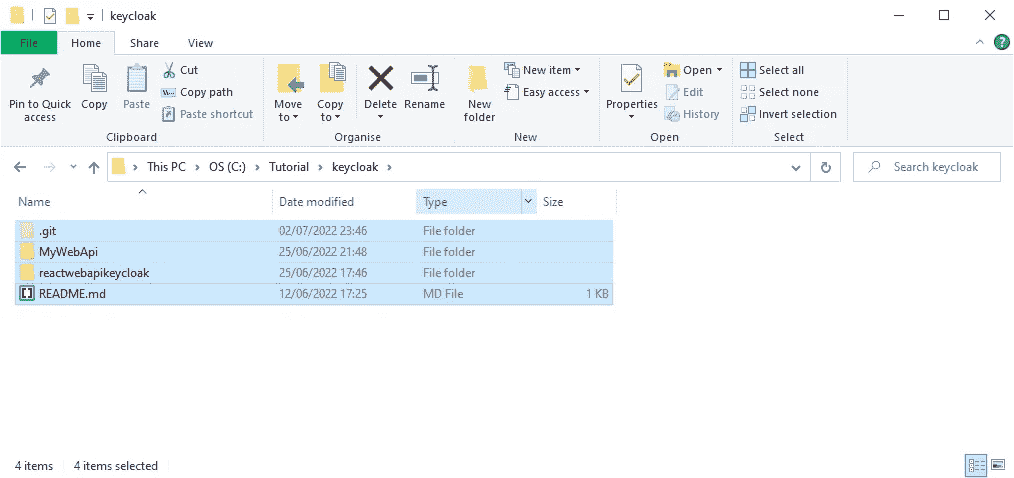 keycloak
File Home Share View
Pin to Quick access
Copy
Paste
Cut
Copy path
Paste shortcut
Clipboard
Move to
Copy to
Delete
Rename
Organise
New folder
New item
Easy access
New
Properties
Open
Edit
History
Open
Select all
Select none
Invert selection
Select
This PC > OS (C:) > Tutorial > keycloak >
Search keycloak
Name Date modified Type Size
.git 02/07/2022 23:46 File folder
MyWebApi 25/06/2022 21:48 File folder
reactwebapikeycloak 25/06/2022 17:46 File folder
README.md 12/06/2022 17:25 MD File 1 KB
4 items 4 items selected